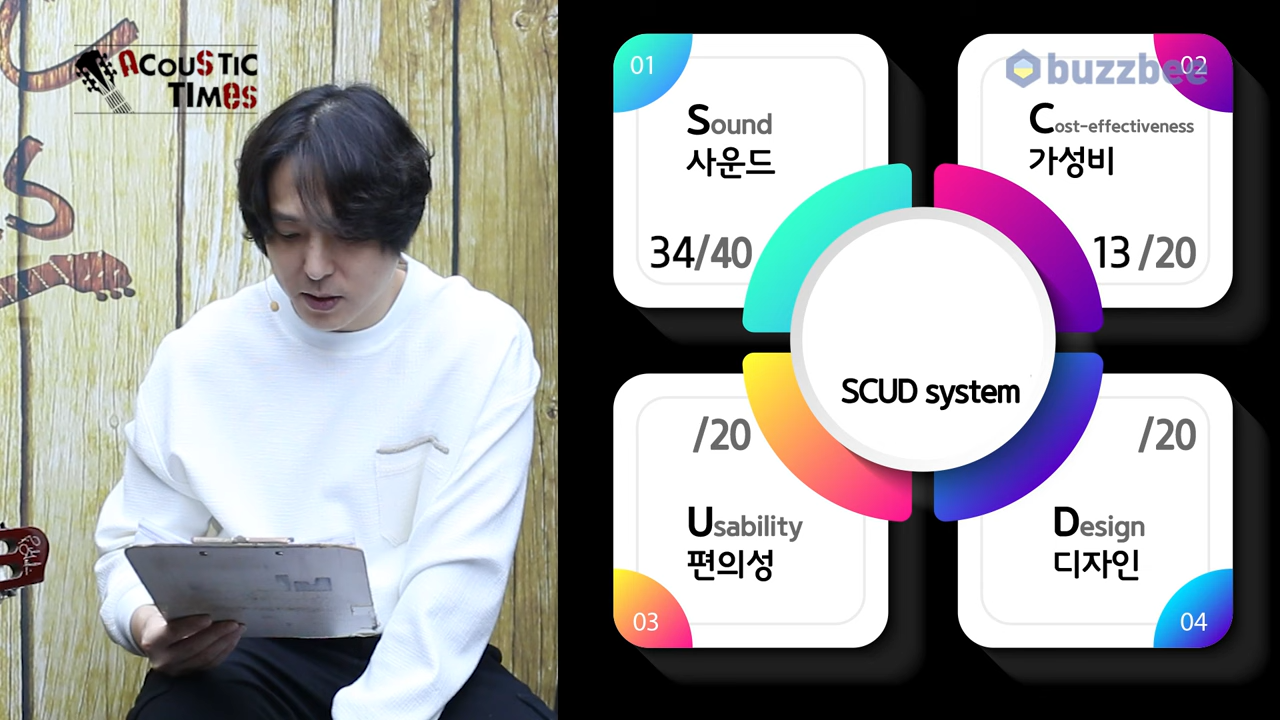 ACOUSTIC
TIMES
01
Sound
사운드
34/40
buzzbee
02
Cost-effectiveness
가성비
13 /20
SCUD system
/20
Usability
편의성
03
/20
Design
디자인
04